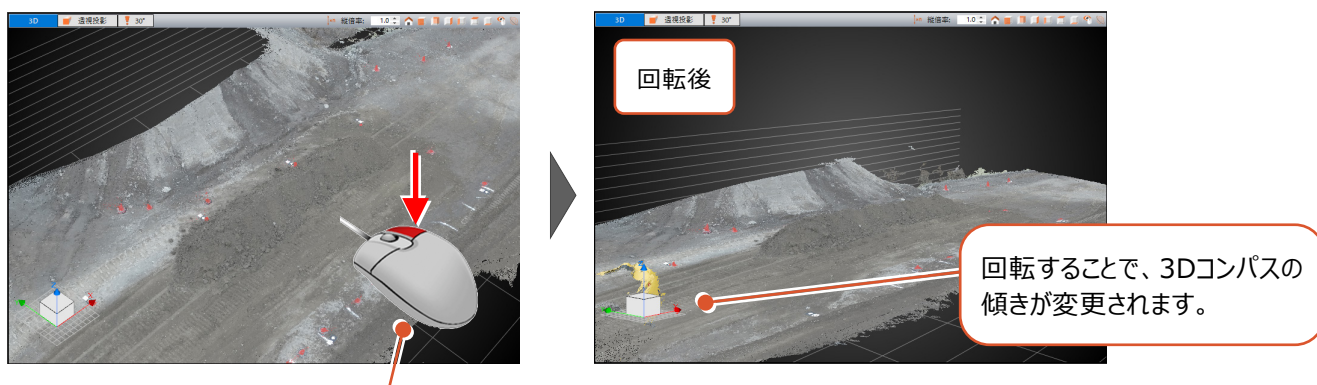 3D 透視投影 30° 縦倍率: 1.0
3D 透視投影 30° 縦倍率: 1.0
回転後
Z
回転することで、3Dコンパスの
傾きが変更されます。